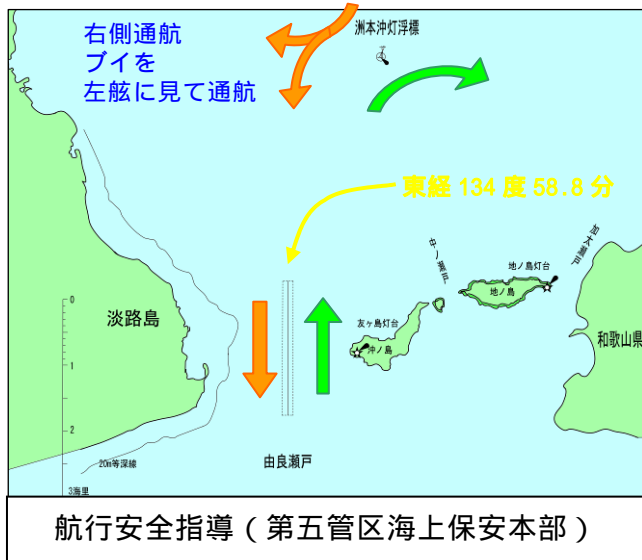 右側通航
ブイを
左舷に見て通航
洲本沖灯浮標
東経 134 度 58.8 分
加太瀬戸
中ノ瀬戸
地ノ島灯台
地ノ島
友ヶ島灯台
沖ノ島
淡路島
和歌山県
0
1
2
3海里
20m等深線
由良瀬戸
航行安全指導（第五管区海上保安本部）